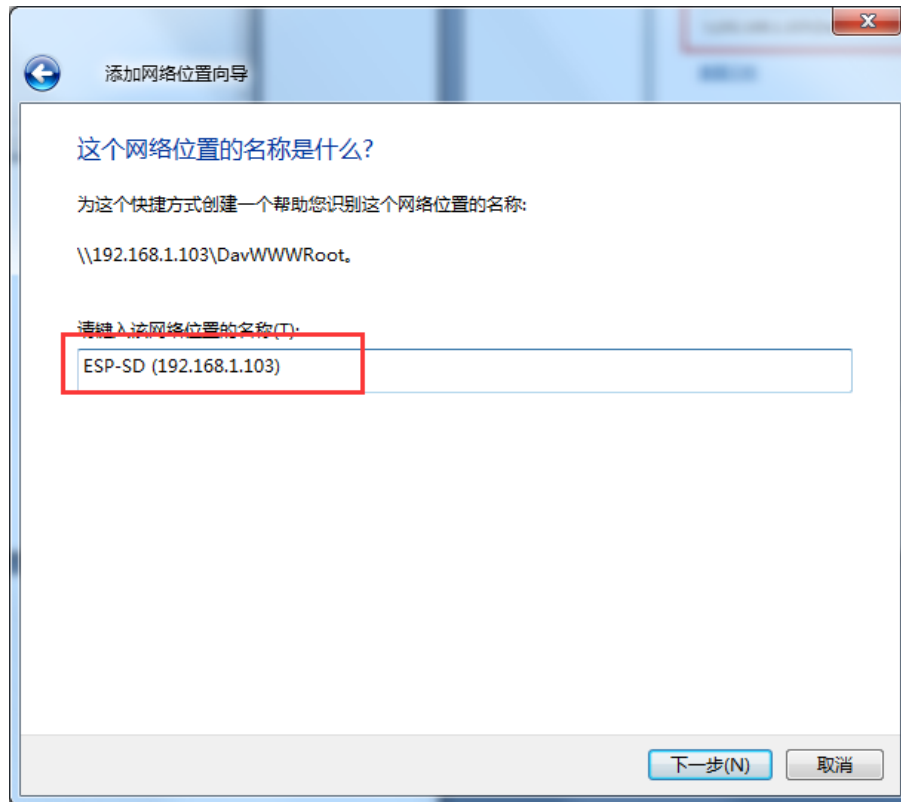 添加网络位置向导
这个网络位置的名称是什么?
为这个快捷方式创建一个帮助您识别这个网络位置的名称:
\\192.168.1.103\DavWWWRoot。
请键入该网络位置的名称(T):
ESP-SD (192.168.1.103)
下一步(N)
取消